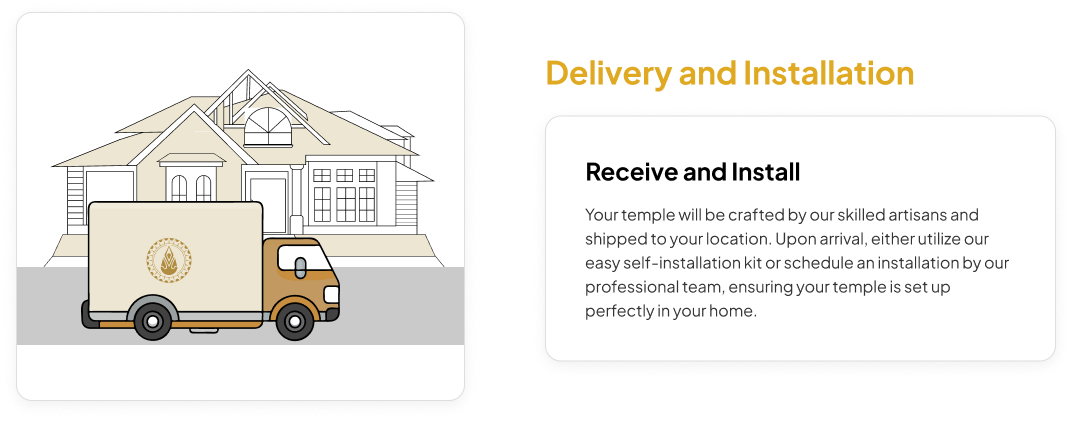 Delivery and Installation
Receive and Install
Your temple will be crafted by our skilled artisans and
shipped to your location. Upon arrival, either utilize our
easy self-installation kit or schedule an installation by our
professional team, ensuring your temple is set up
perfectly in your home.